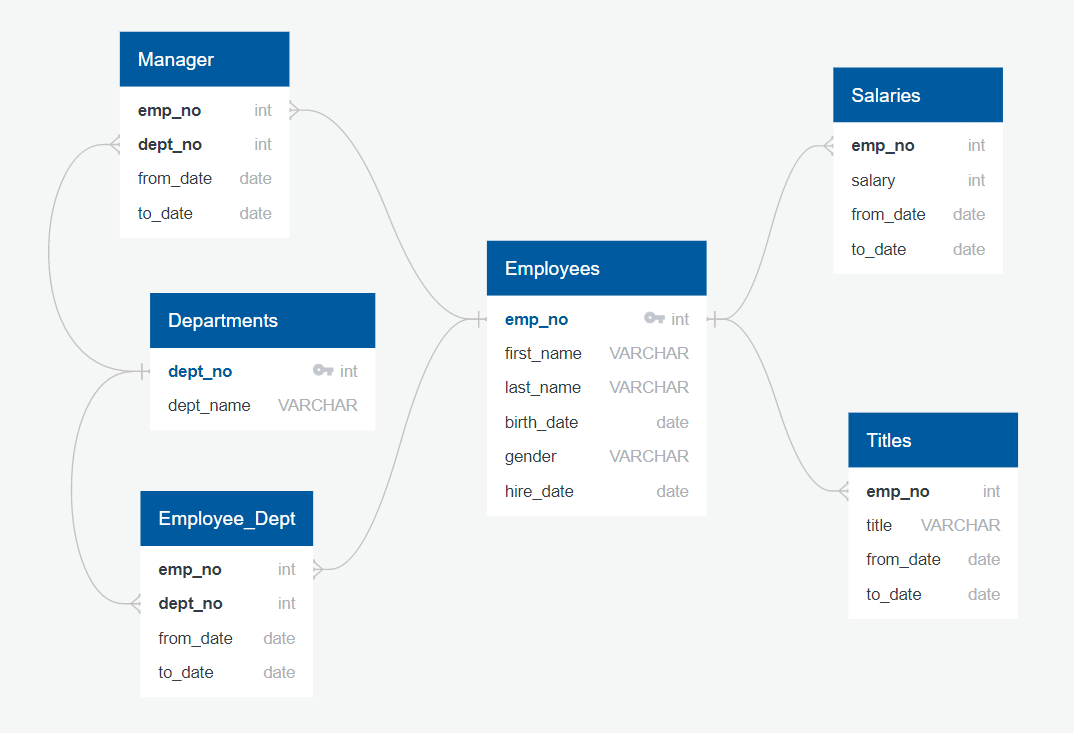 Manager
emp_no int
dept_no int
from_date date
to_date date
Departments
dept_no int
dept_name VARCHAR
Employee_Dept
emp_no int
dept_no int
from_date date
to_date date
Employees
emp_no int
first_name VARCHAR
last_name VARCHAR
birth_date date
gender VARCHAR
hire_date date
Salaries
emp_no int
salary int
from_date date
to_date date
Titles
emp_no int
title VARCHAR
from_date date
to_date date